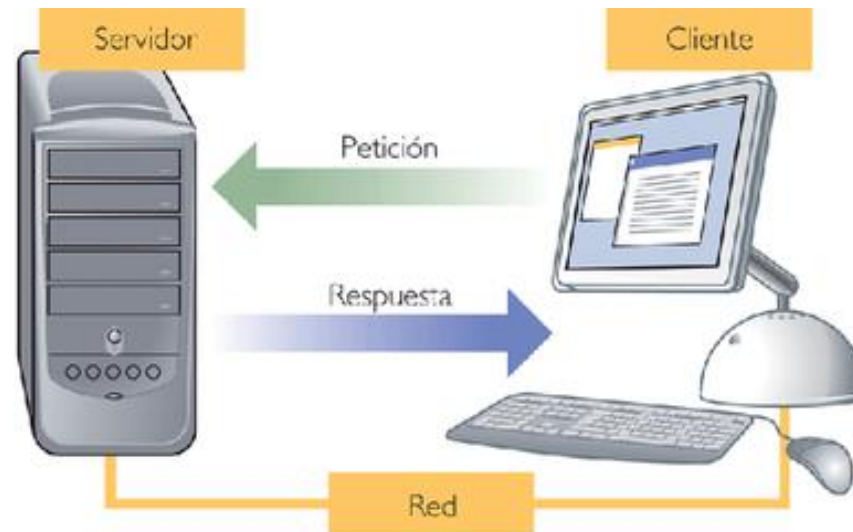 Servidor
Cliente
Petición
Respuesta
Red